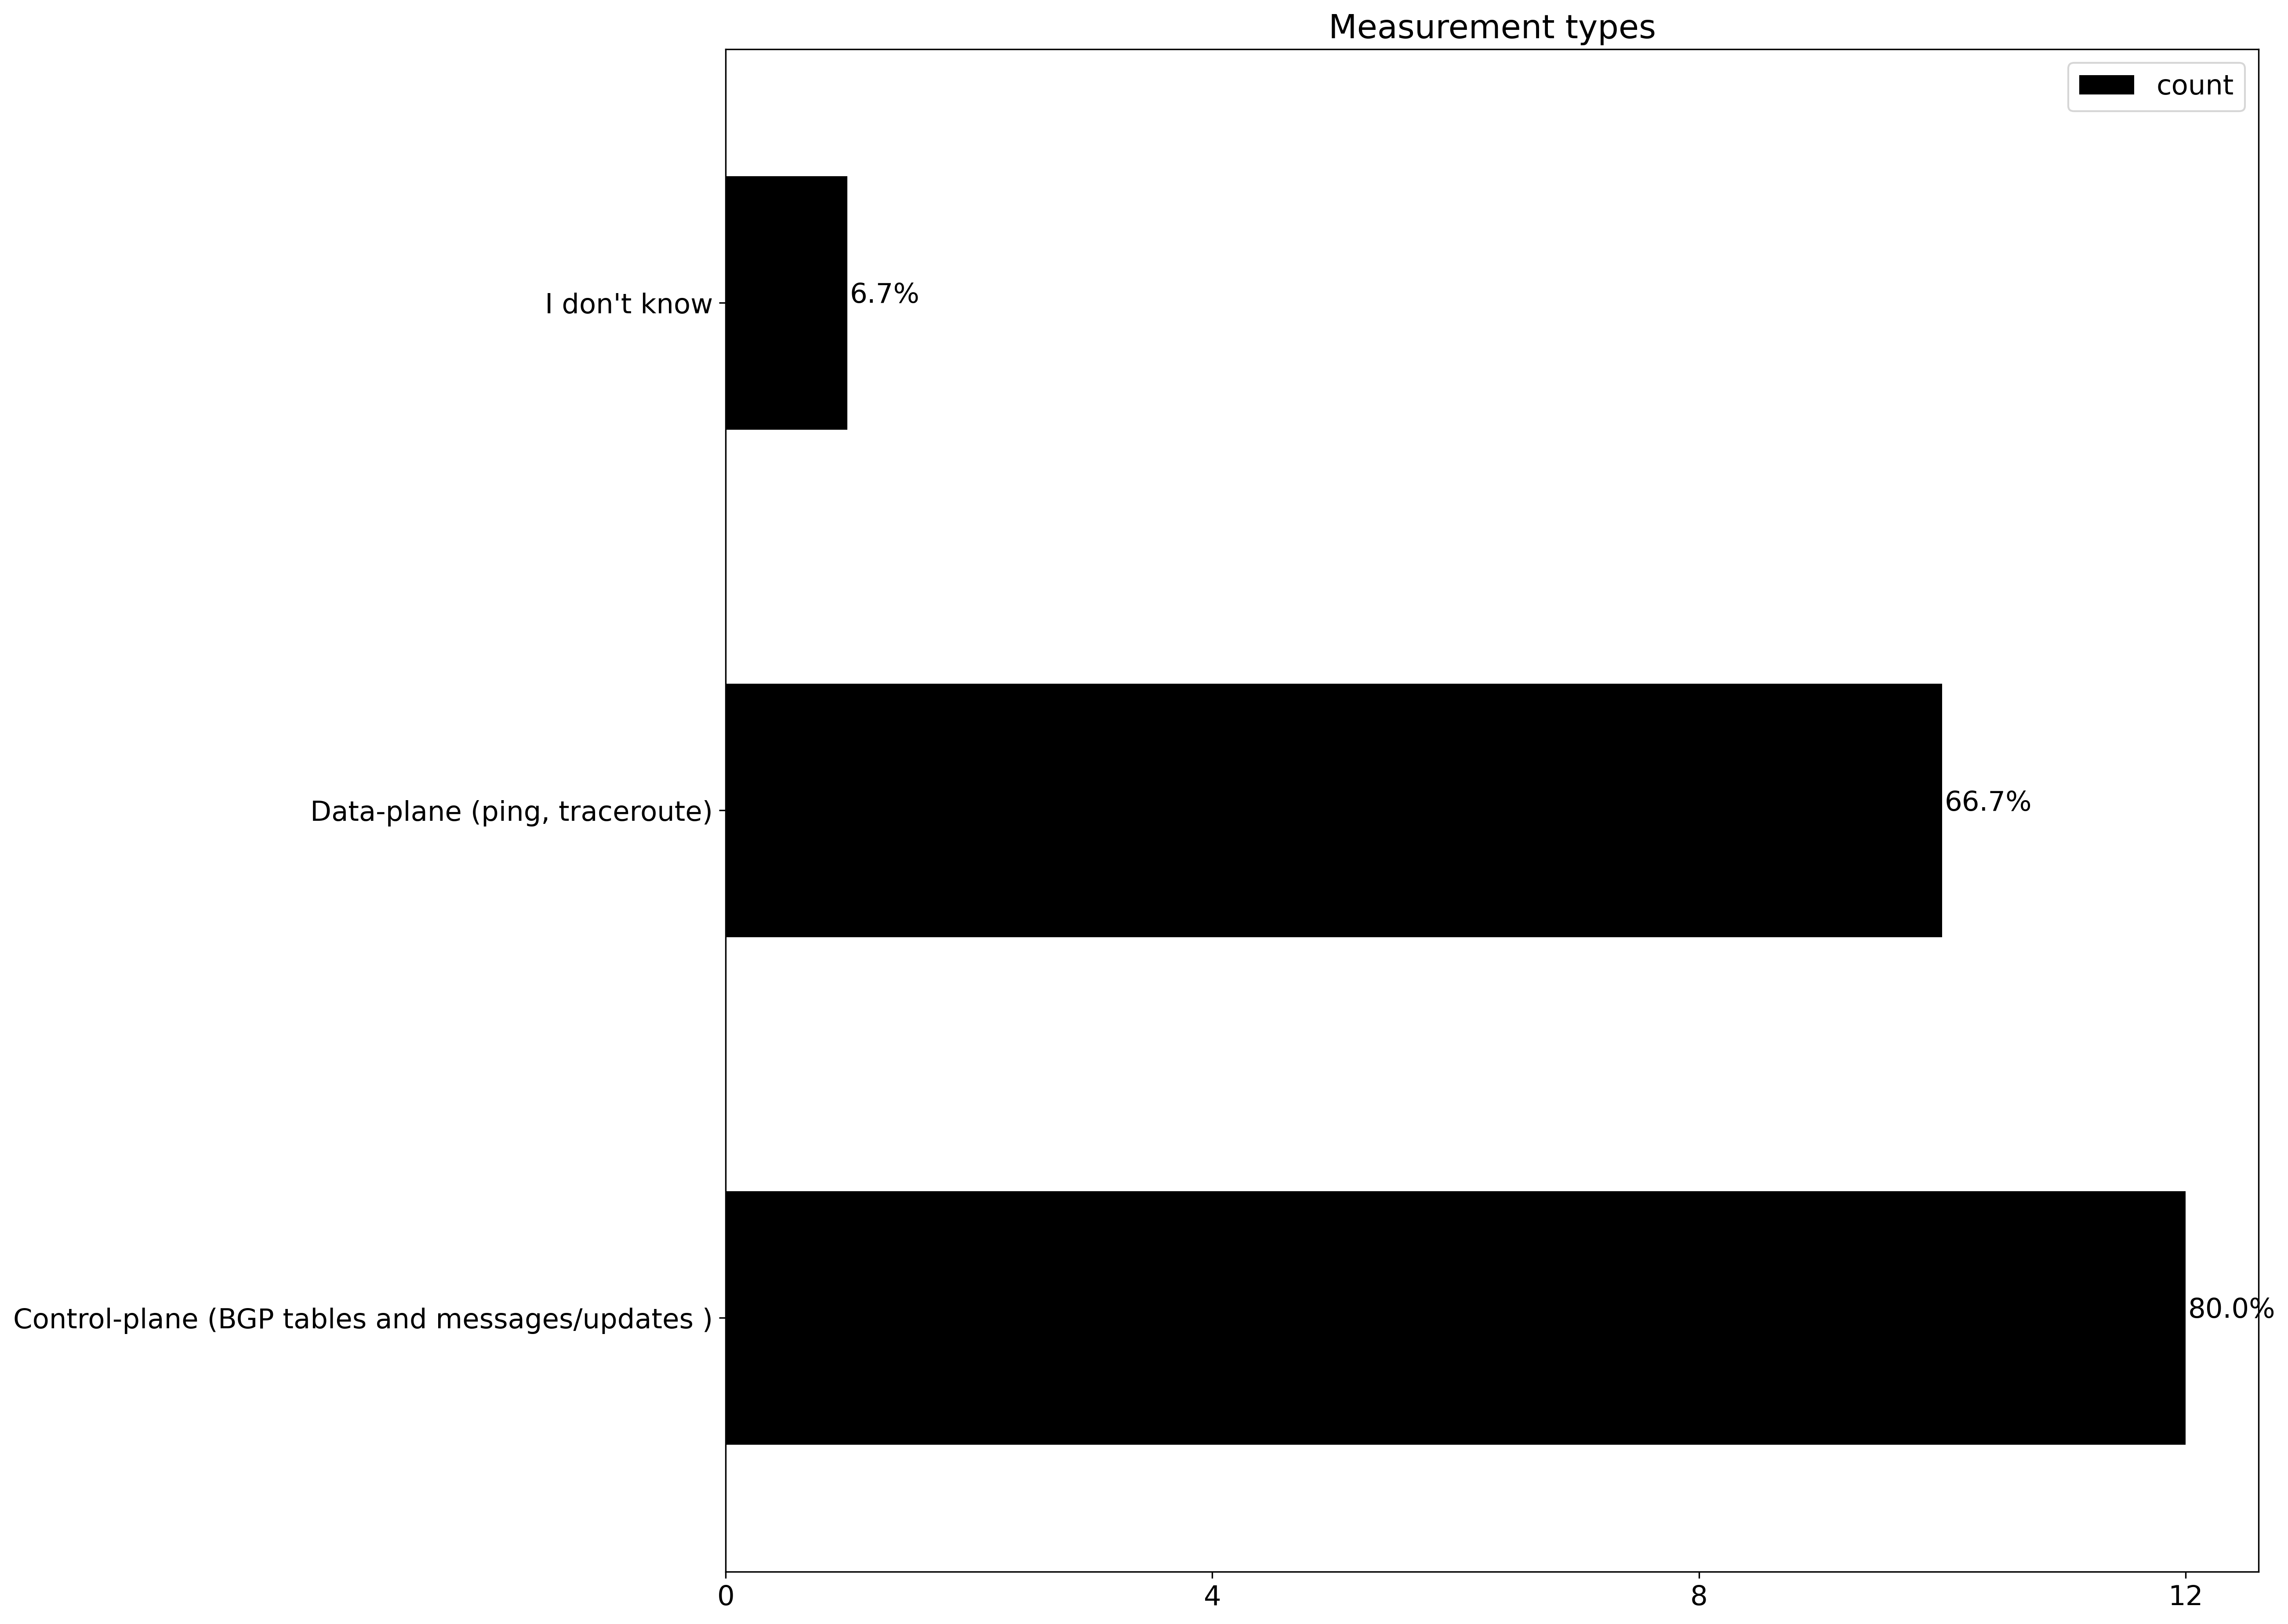 Measurement types
count
I don't know
6.7%
Data-plane (ping, traceroute)
66.7%
Control-plane (BGP tables and messages/updates )
80.0%
0 4 8 12